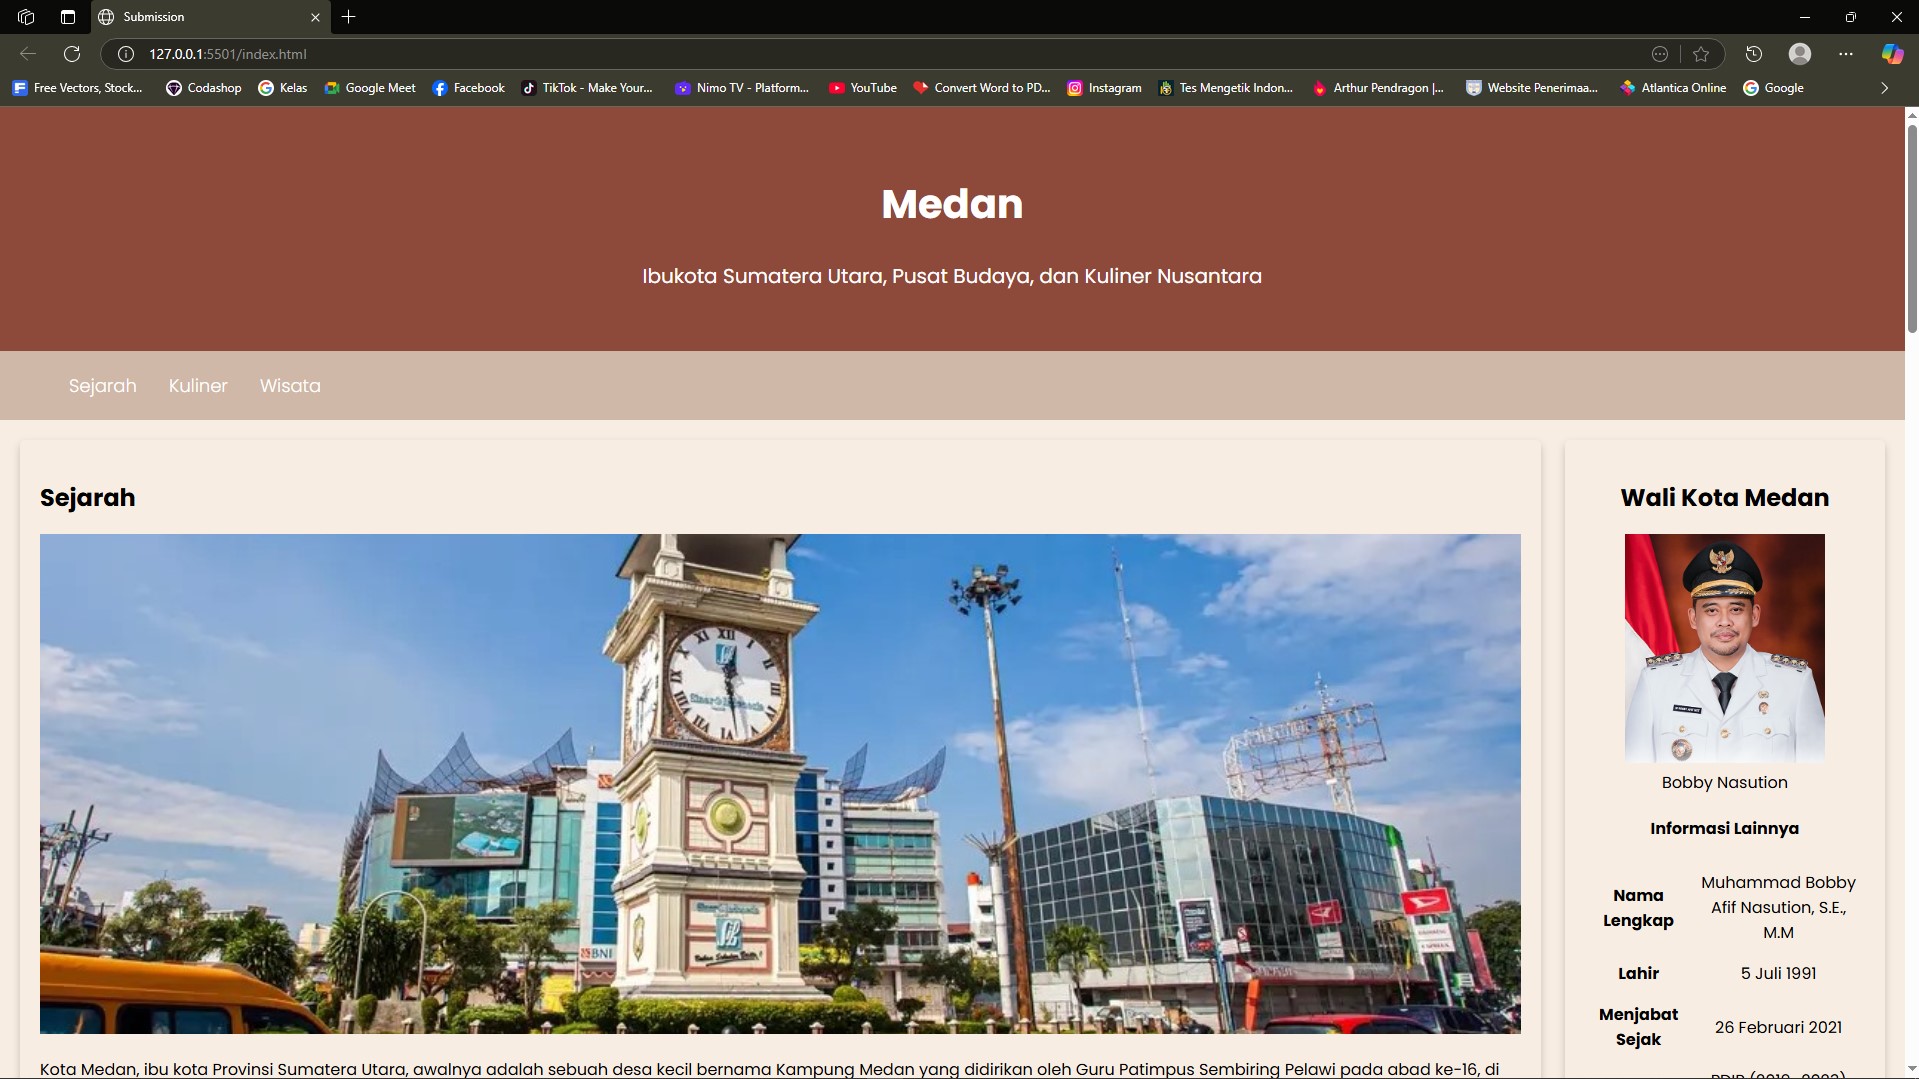 Submission
127.0.0.1:5501/index.html
Free Vectors, Stock...
Codashop
Kelas
Google Meet
Facebook
TikTok - Make Your...
Nimo TV - Platform...
YouTube
Convert Word to PD...
Instagram
Tes Mengetik Indon...
Arthur Pendragon |...
Website Penerimaa...
Atlantica Online
Google
Medan
Ibukota Sumatera Utara, Pusat Budaya, dan Kuliner Nusantara
Sejarah
Kuliner
Wisata
Sejarah
BNI
Kota Medan, ibu kota Provinsi Sumatera Utara, awalnya adalah sebuah desa kecil bernama Kampung Medan yang didirikan oleh Guru Patimpus Sembiring Pelawi pada abad ke-16, di
Wali Kota Medan
Bobby Nasution
Informasi Lainnya
Nama
Lengkap
Muhammad Bobby
Afif Nasution, S.E.,
M.M
Lahir
5 Juli 1991
Menjabat
Sejak
26 Februari 2021